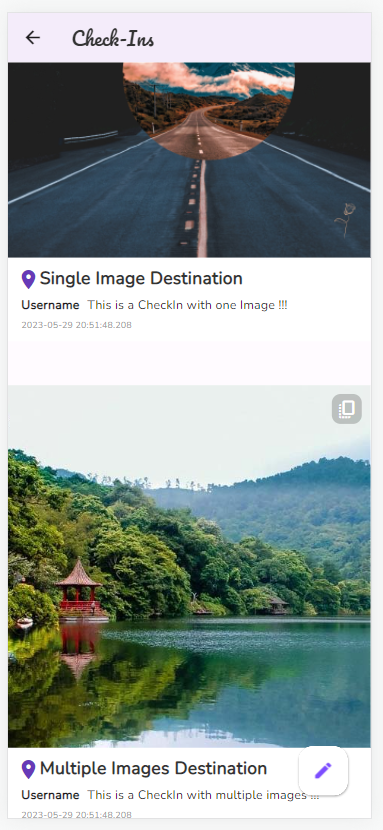 Check-Ins
Single Image Destination
Username This is a CheckIn with one Image !!!
2023-05-29 20:51:48.208
Multiple Images Destination
Username This is a CheckIn with multiple images !!!
2023-05-29 20:51:48.208